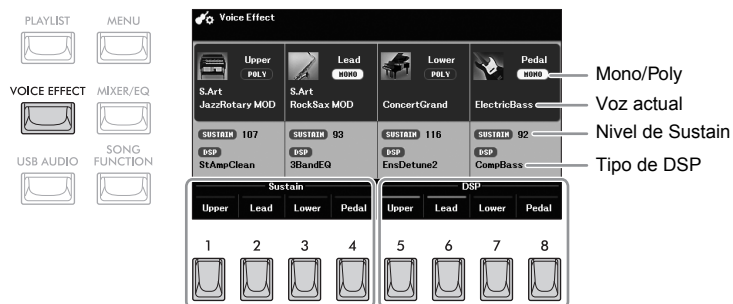 PLAYLIST MENU
VOICE EFFECT MIXER/EQ
USB AUDIO SONG FUNCTION
Voice Effect
Upper Lead Lower Pedal
POLY MONO POLY MONO
S.Art S.Art
JazzRotary MOD RockSax MOD ConcertGrand ElectricBass
SUSTAIN 107 SUSTAIN 93 SUSTAIN 116 SUSTAIN 92
DSP DSP DSP DSP
StAmpClean 3BandEQ EnsDetune2 CompBass
Sustain DSP
Upper Lead Lower Pedal Upper Lead Lower Pedal
1 2 3 4 5 6 7 8
Mono/Poly
Voz actual
Nivel de Sustain
Tipo de DSP